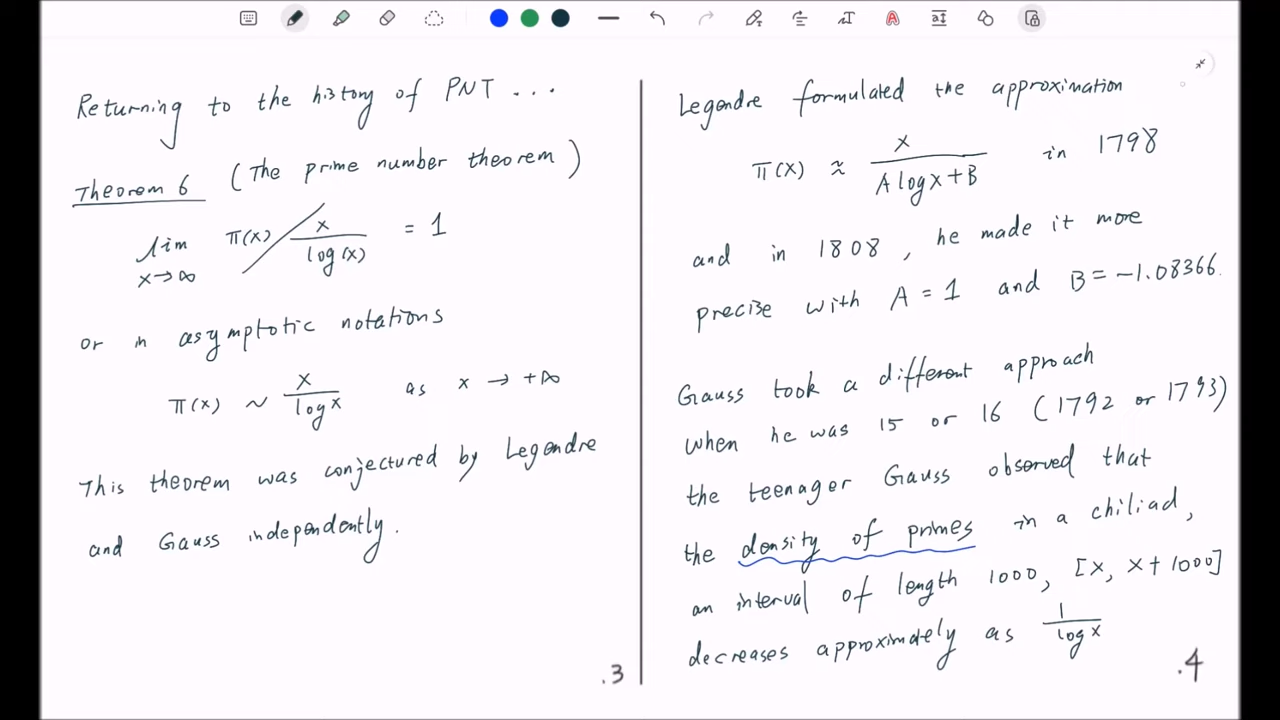 Returning to the history of PNT ...
Theorem 6 (The prime number theorem)
lim x→∞ π(x) / x/log(x) = 1
or in asymptotic notations
π(x) ~ x/log x as x → +∞
This theorem was conjectured by Legendre
and Gauss independently.
.3
Legendre formulated the approximation
π(x) ≈ x/(A log x + B) in 1798
and in 1808, he made it more
precise with A = 1 and B = -1.08366.
Gauss took a different approach
when he was 15 or 16 (1792 or 1793)
the teenager Gauss observed that
the density of primes in a chiliad,
an interval of length 1000, [x, x+1000]
decreases approximately as 1/log x
.4